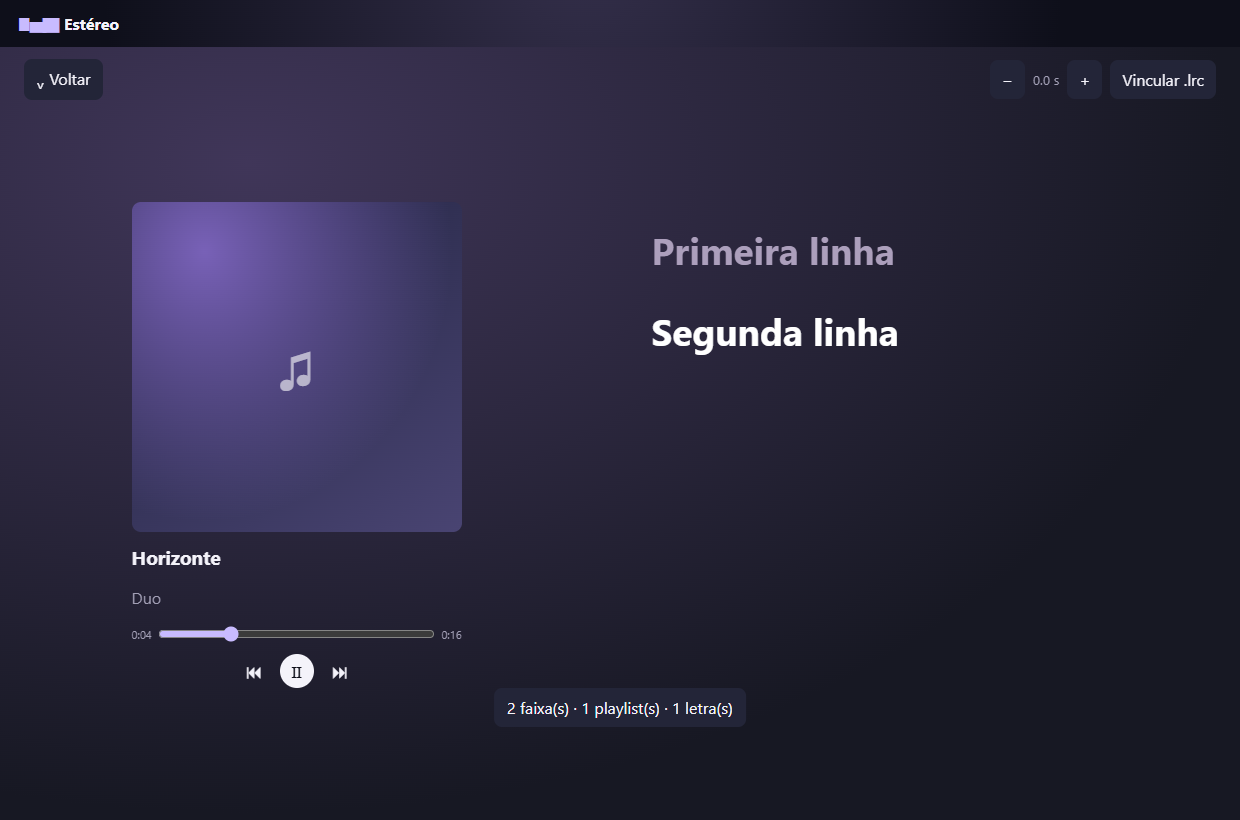 Estéreo
v Voltar
− 0.0 s + Vincular .lrc
Primeira linha
Segunda linha
Horizonte
Duo
0:04 0:16
2 faixa(s) · 1 playlist(s) · 1 letra(s)